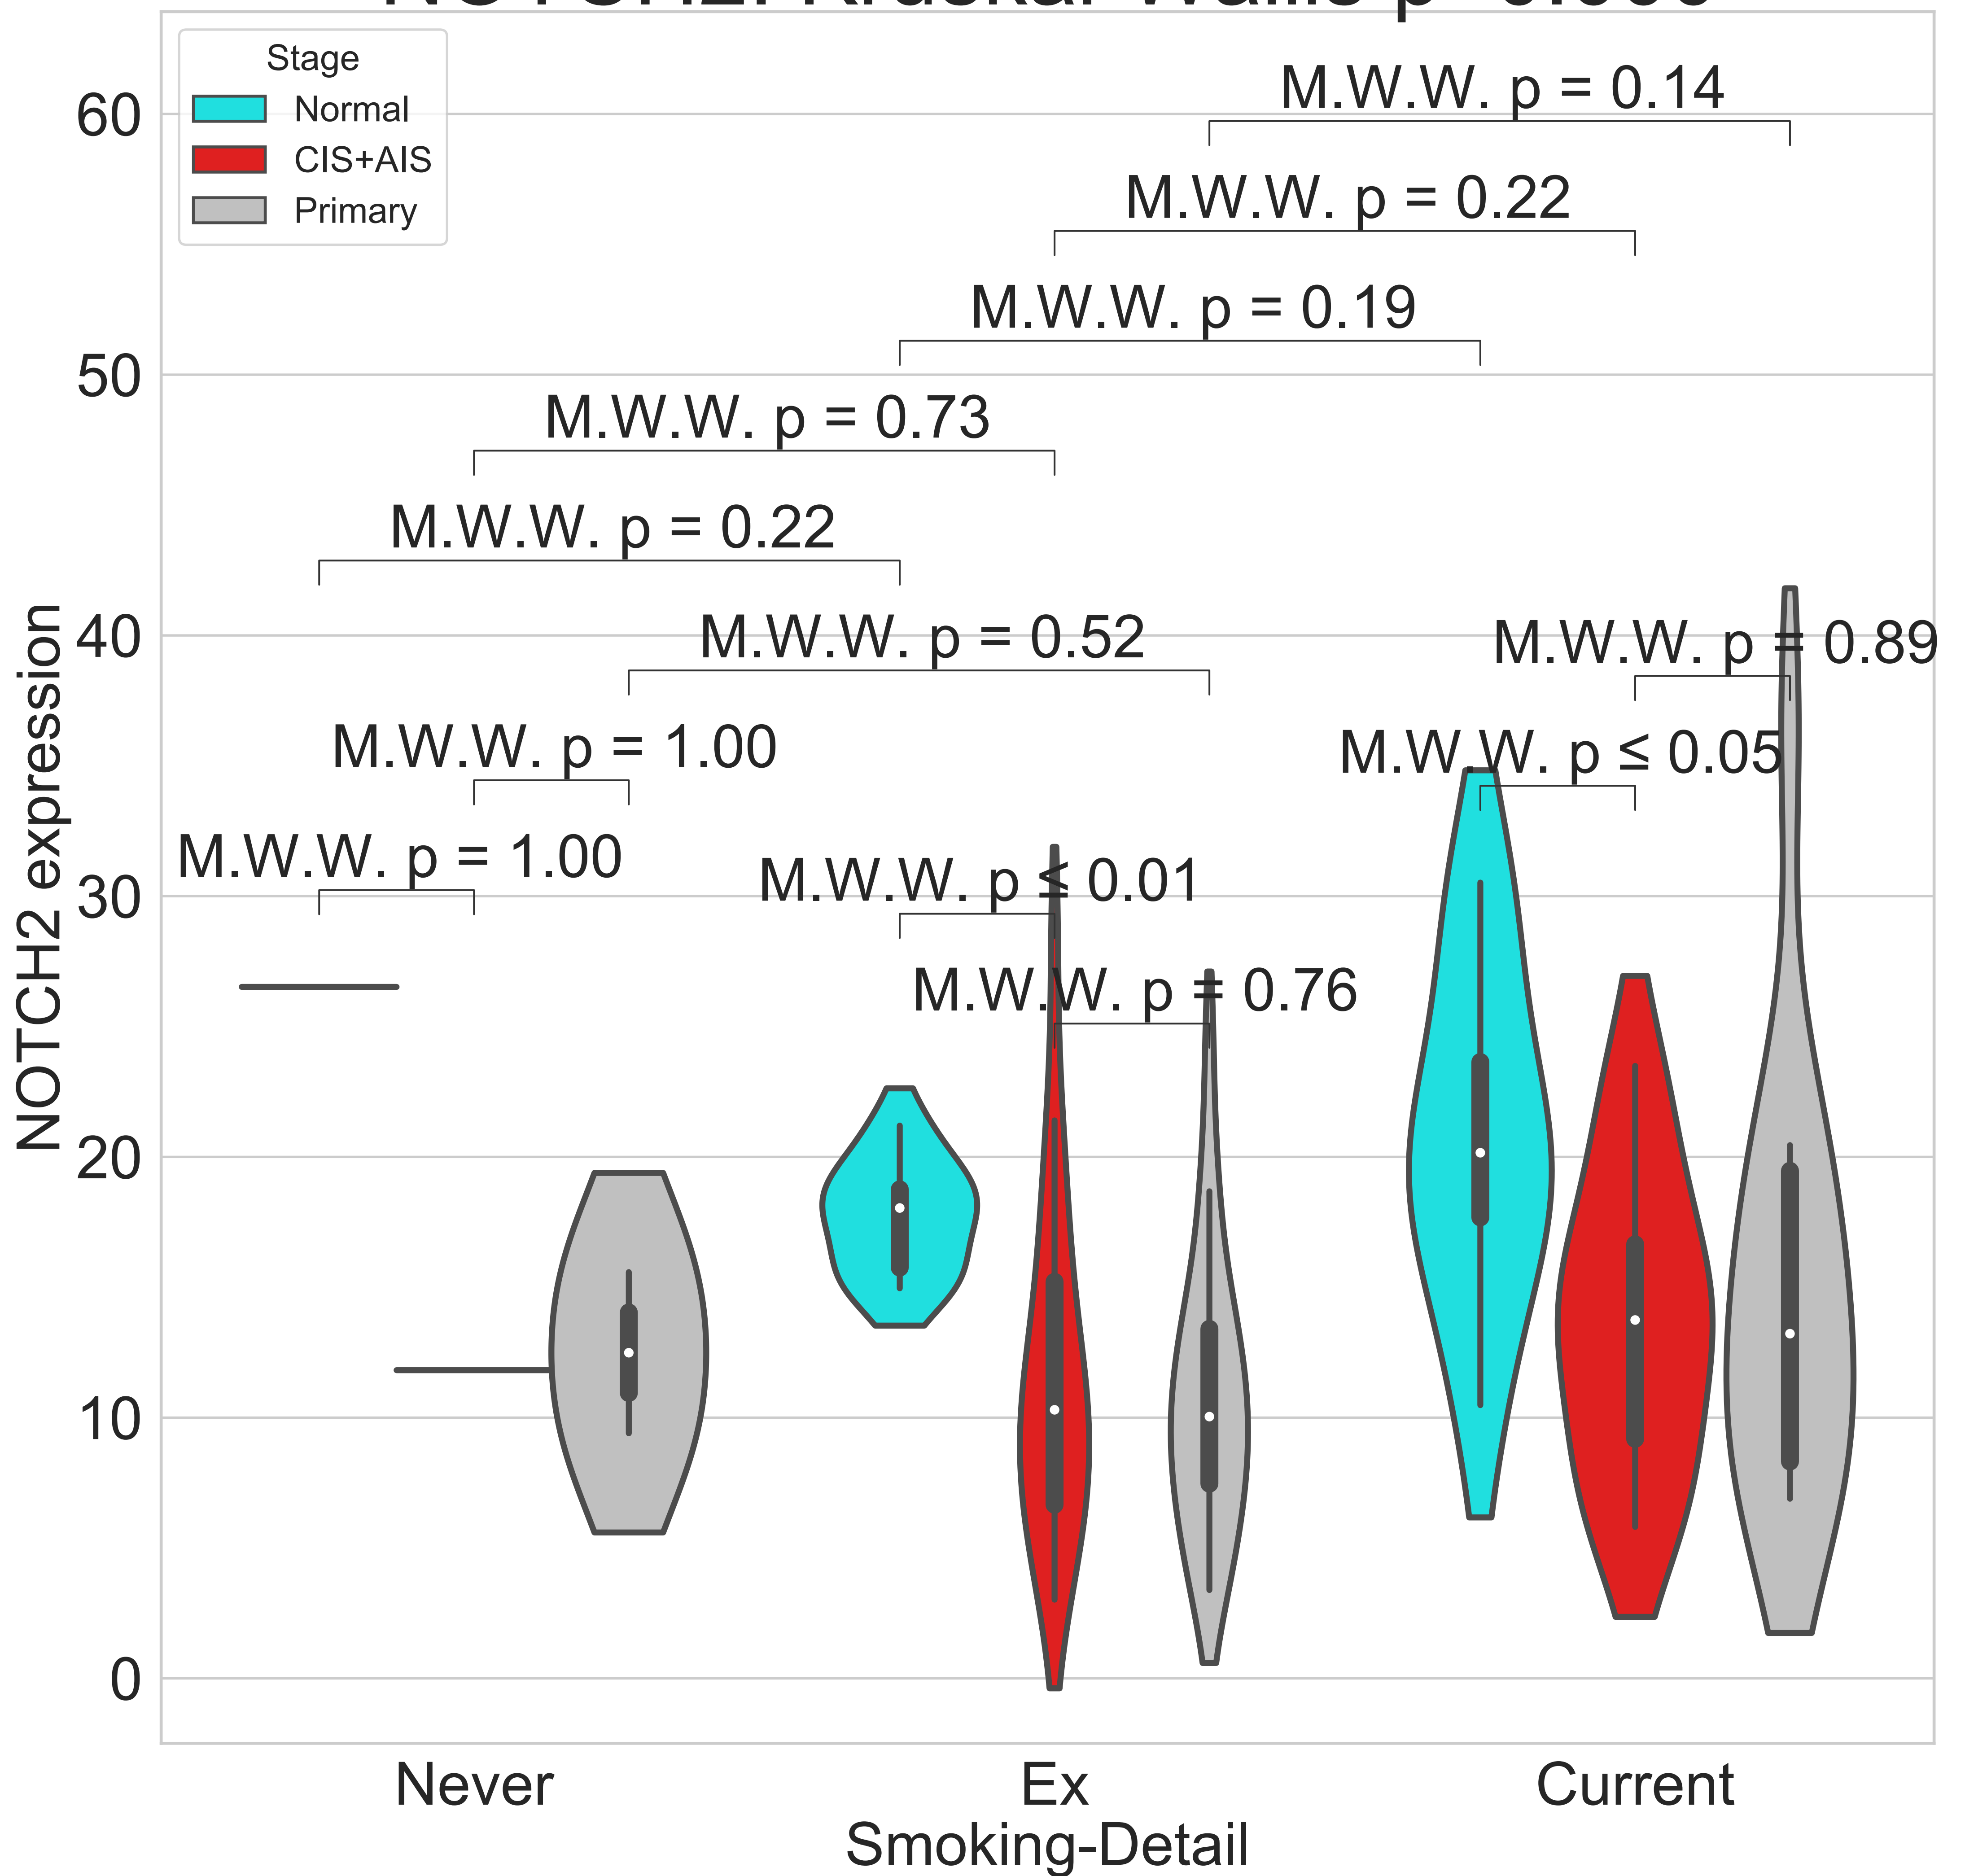 Stage
Normal
CIS+AIS
Primary
M.W.W. p = 0.14
M.W.W. p = 0.22
M.W.W. p = 0.19
M.W.W. p = 0.73
M.W.W. p = 0.22
M.W.W. p = 0.52
M.W.W. p = 0.89
M.W.W. p = 1.00
M.W.W. p ≤ 0.05
M.W.W. p = 1.00
M.W.W. p ≤ 0.01
M.W.W. p = 0.76
60
50
40
30
20
10
0
NOTCH2 expression
Never
Ex
Current
Smoking-Detail